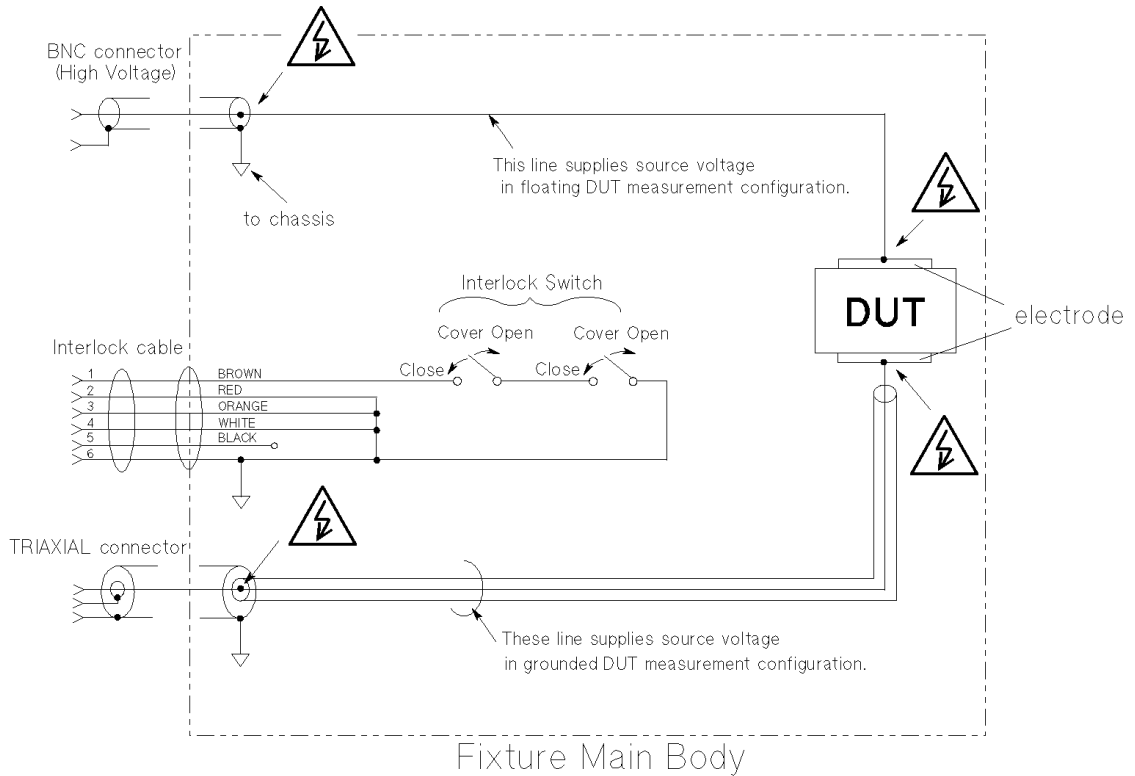 BNC connector
(High Voltage)
This line supplies source voltage
in floating DUT measurement configuration.
to chassis
Interlock Switch
Cover Open
Cover Open
DUT
electrode
Interlock cable
Close
Close
1
BROWN
2
RED
3
ORANGE
4
WHITE
5
BLACK
6
TRIAXIAL connector
These line supplies source voltage
in grounded DUT measurement configuration.
Fixture Main Body